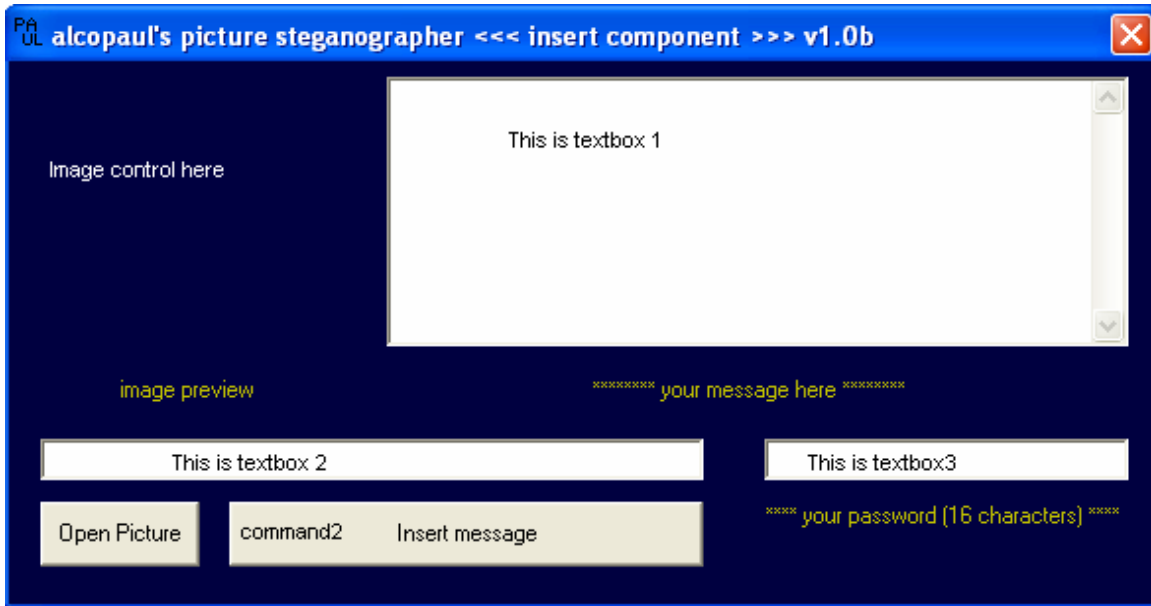 PA
UL alcopaul's picture steganographer <<< insert component >>> v1.0b
This is textbox 1
Image control here
image preview ******** your message here ********
This is textbox 2 This is textbox3
Open Picture command2 Insert message
**** your password (16 characters) ****